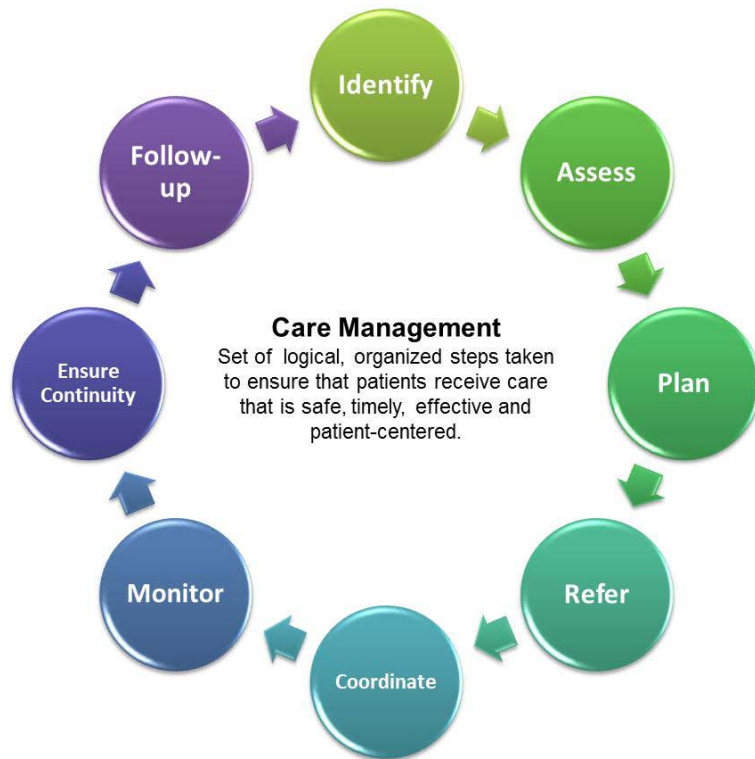 Identify
Assess
Plan
Refer
Coordinate
Monitor
Ensure
Continuity
Follow-
up
Care Management
Set of logical, organized steps taken
to ensure that patients receive care
that is safe, timely, effective and
patient-centered.